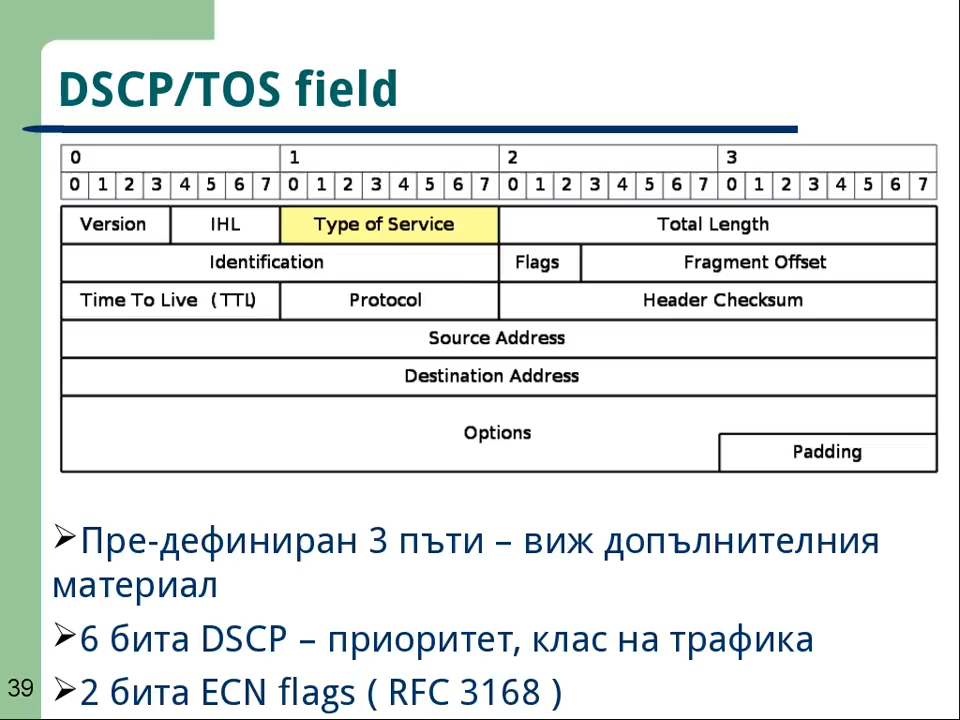 DSCP/TOS field
0 1 2 3
0 1 2 3 4 5 6 7 0 1 2 3 4 5 6 7 0 1 2 3 4 5 6 7 0 1 2 3 4 5 6 7
Version IHL Type of Service Total Length
Identification Flags Fragment Offset
Time To Live (TTL) Protocol Header Checksum
Source Address
Destination Address
Options
Padding
➢Пре-дефиниран 3 пъти – виж допълнителния
материал
➢6 бита DSCP – приоритет, клас на трафика
➢2 бита ECN flags ( RFC 3168 )
39